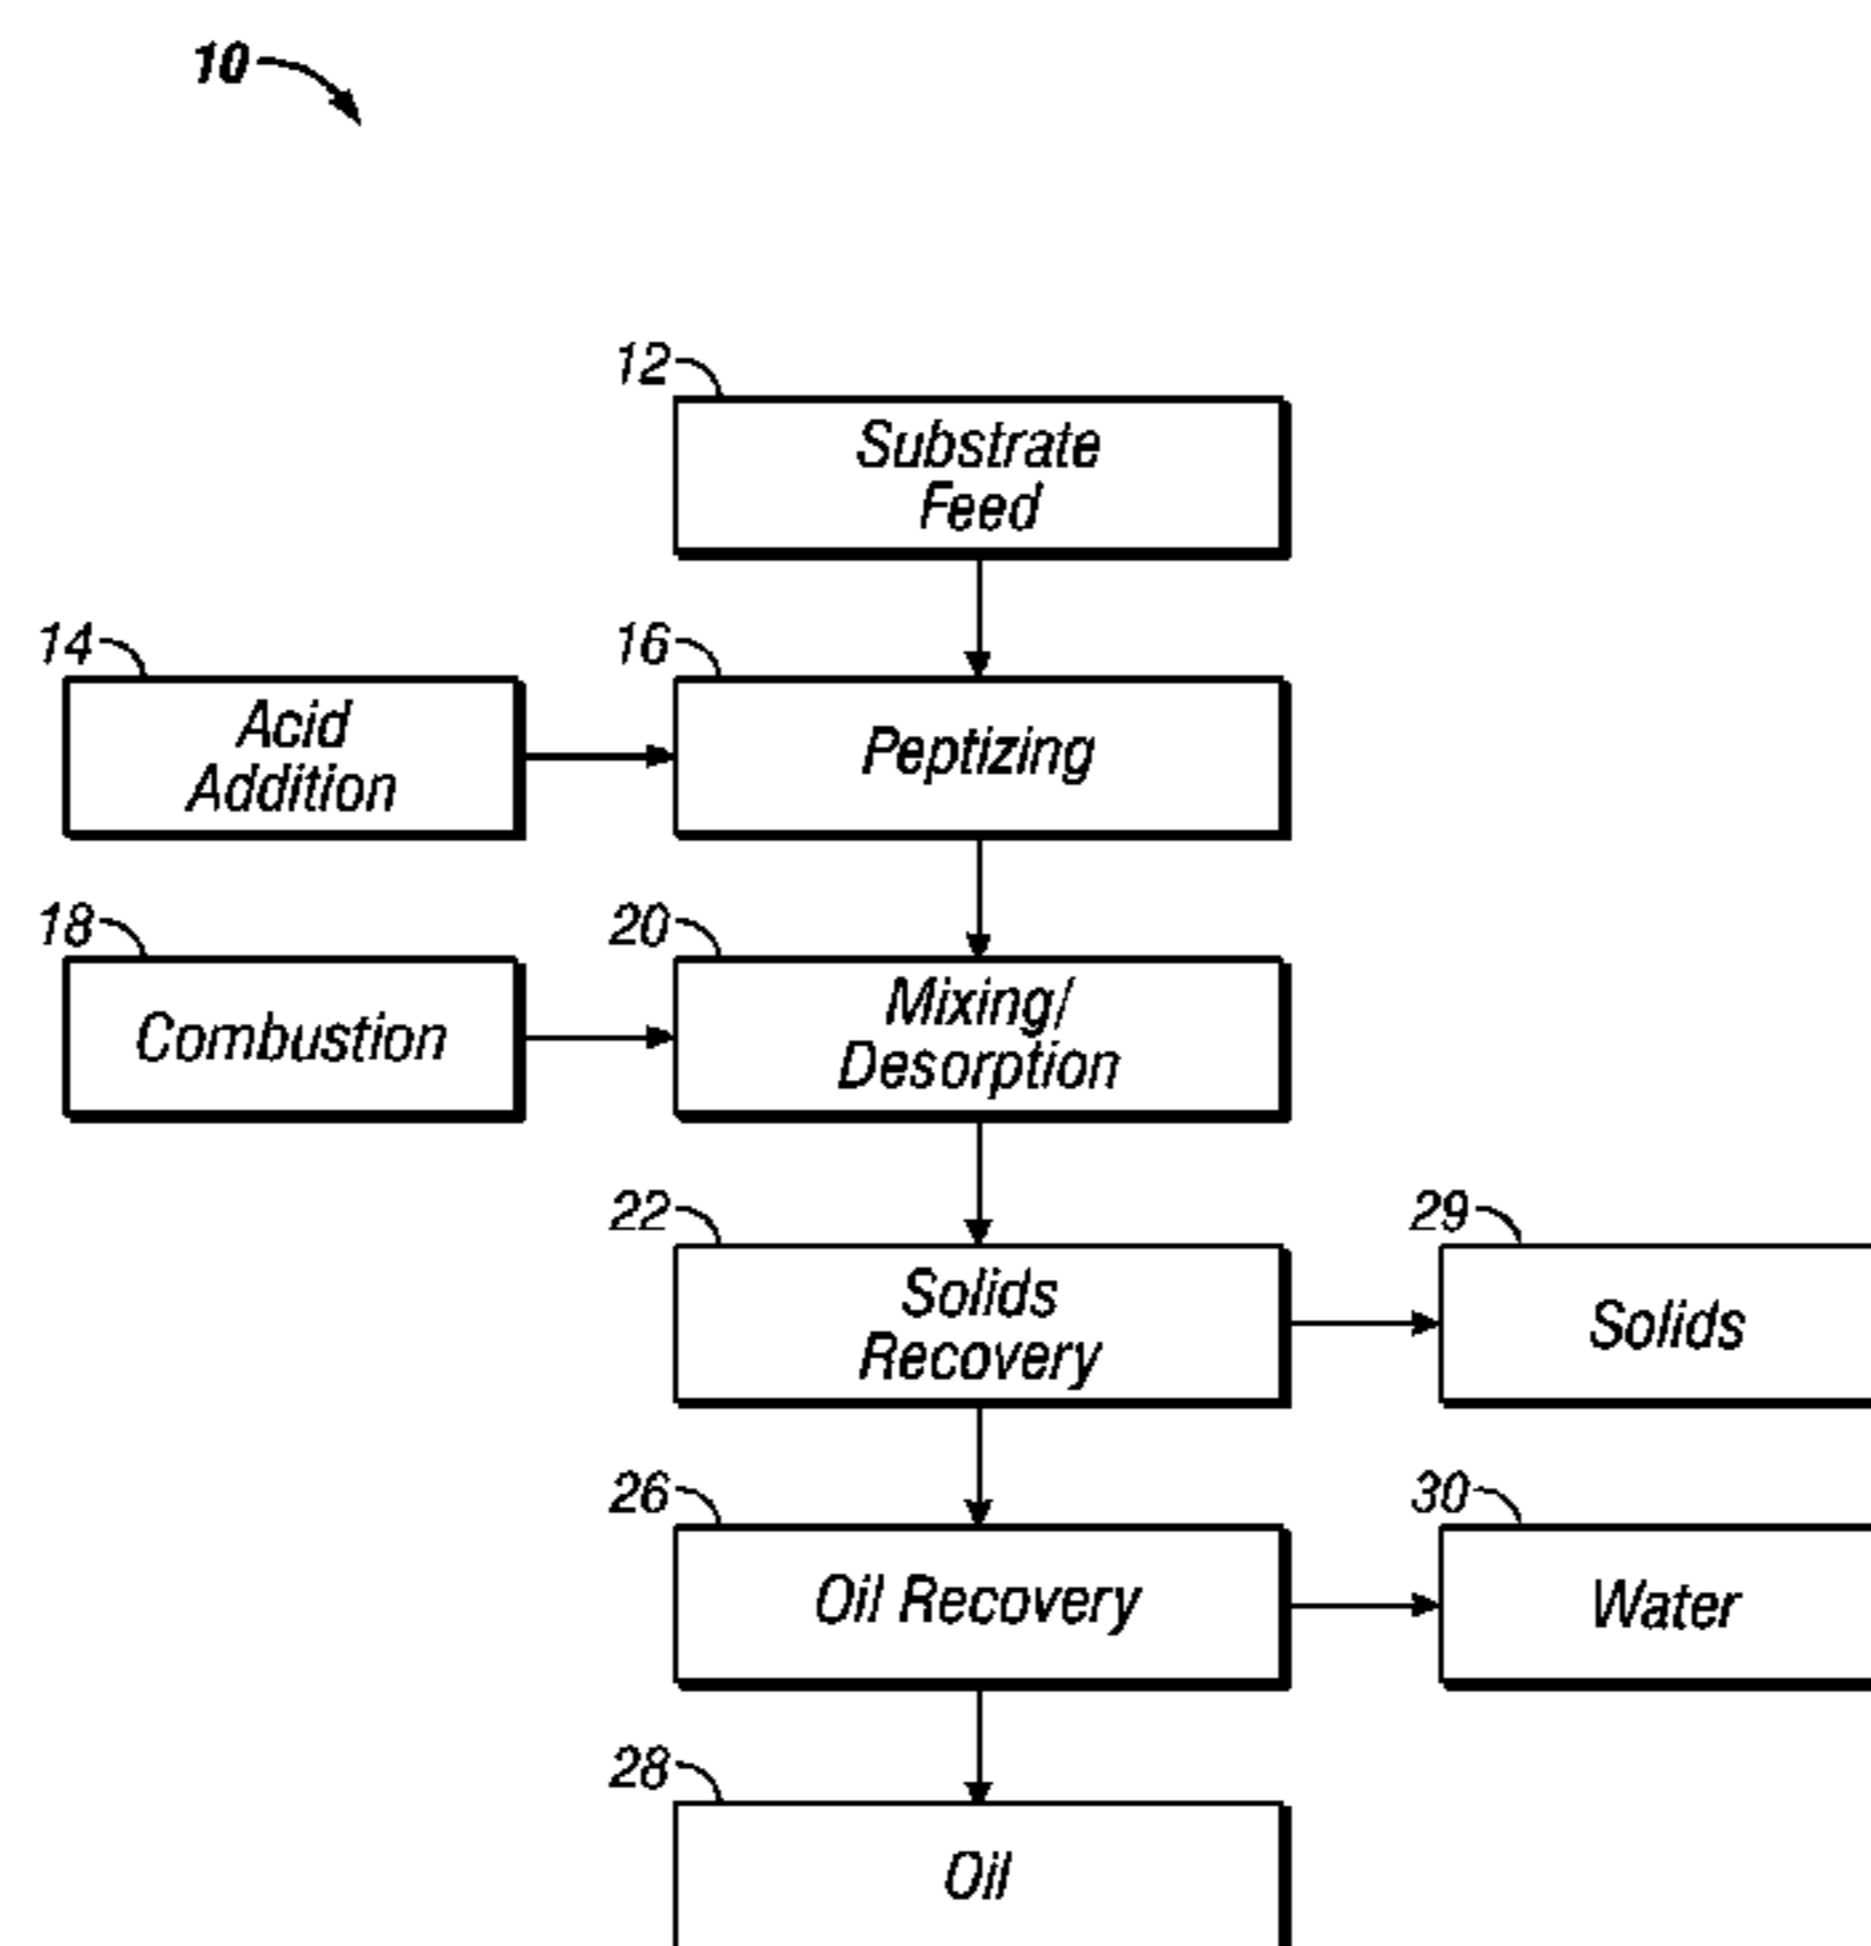 10
12
Substrate
Feed
14
Acid
Addition
16
Peptizing
18
Combustion
20
Mixing/
Desorption
22
Solids
Recovery
29
Solids
26
Oil Recovery
30
Water
28
Oil